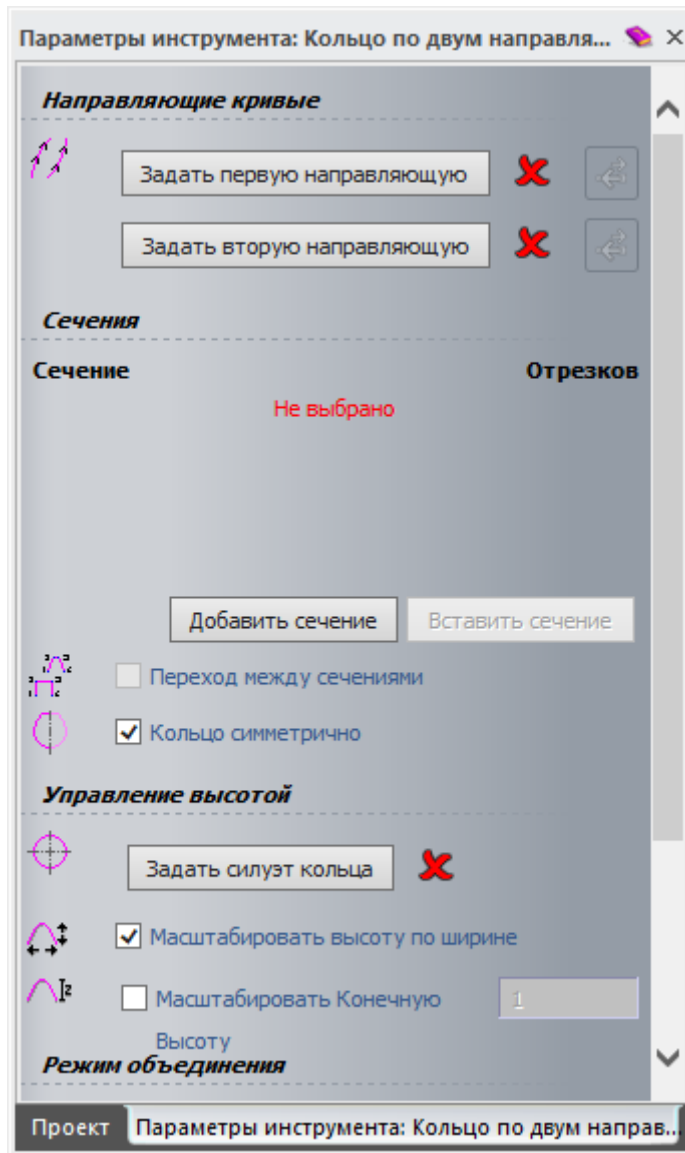 Параметры инструмента: Кольцо по двум направля...
Направляющие кривые
Задать первую направляющую
Задать вторую направляющую
Сечения
Сечение Отрезков
Не выбрано
Добавить сечение Вставить сечение
Переход между сечениями
Кольцо симметрично
Управление высотой
Задать силуэт кольца
Масштабировать высоту по ширине
Масштабировать Конечную 1
Высоту
Режим объединения
Проект Параметры инструмента: Кольцо по двум направ...